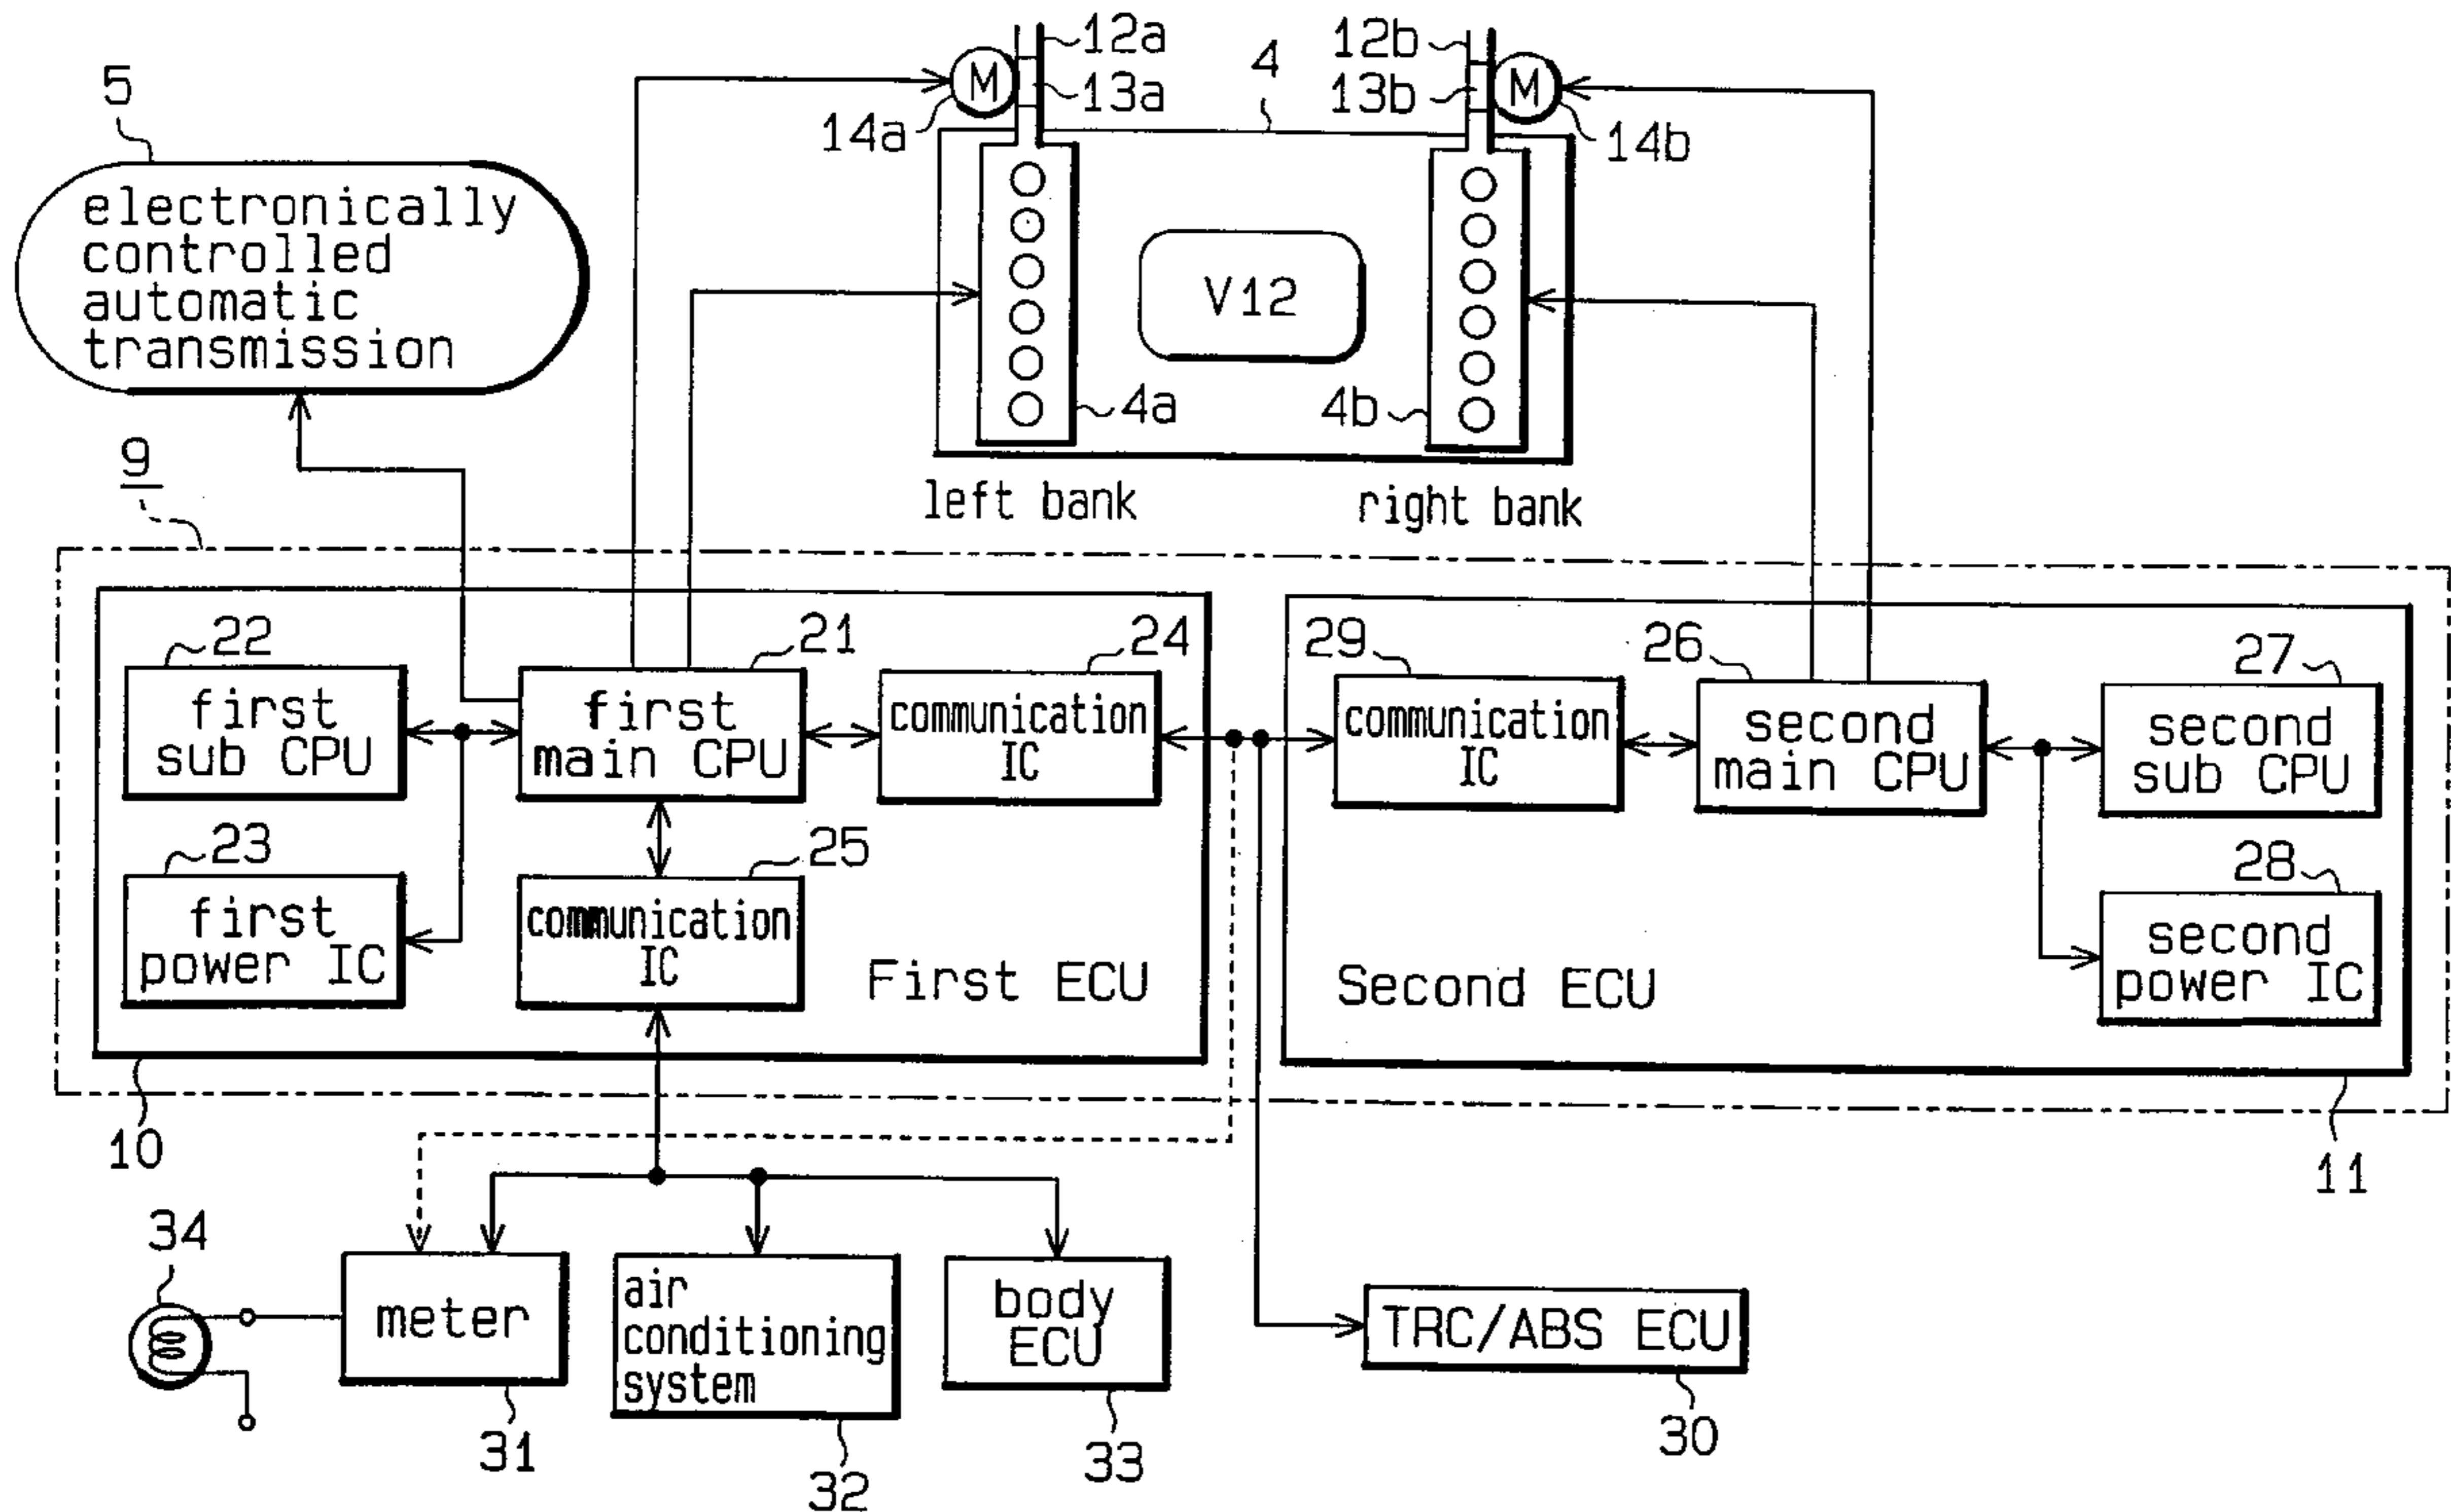 12a
12b
4
5
M
13a
13b
M
14a
14b
electronically
controlled
automatic
transmission
V12
4a
4b
9
left bank
right bank
22
21
24
29
26
27
first
sub CPU
first
main CPU
communication
IC
communication
IC
second
main CPU
second
sub CPU
23
25
28
first
power IC
communication
IC
First ECU
Second ECU
second
power IC
10
11
34
meter
air
conditioning
system
body
ECU
TRC/ABS ECU
31
32
33
30